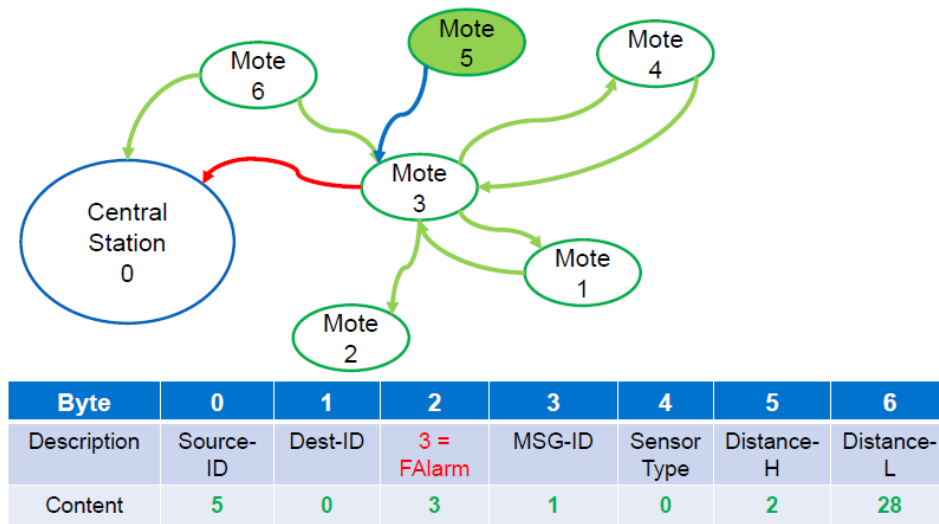 Mote
5
Mote
6
Mote
4
Mote
3
Central
Station
0
Mote
1
Mote
2
Byte 0 1 2 3 4 5 6
Description Source-ID Dest-ID 3 = FAlarm MSG-ID Sensor Type Distance-H Distance-L
Content 5 0 3 1 0 2 28